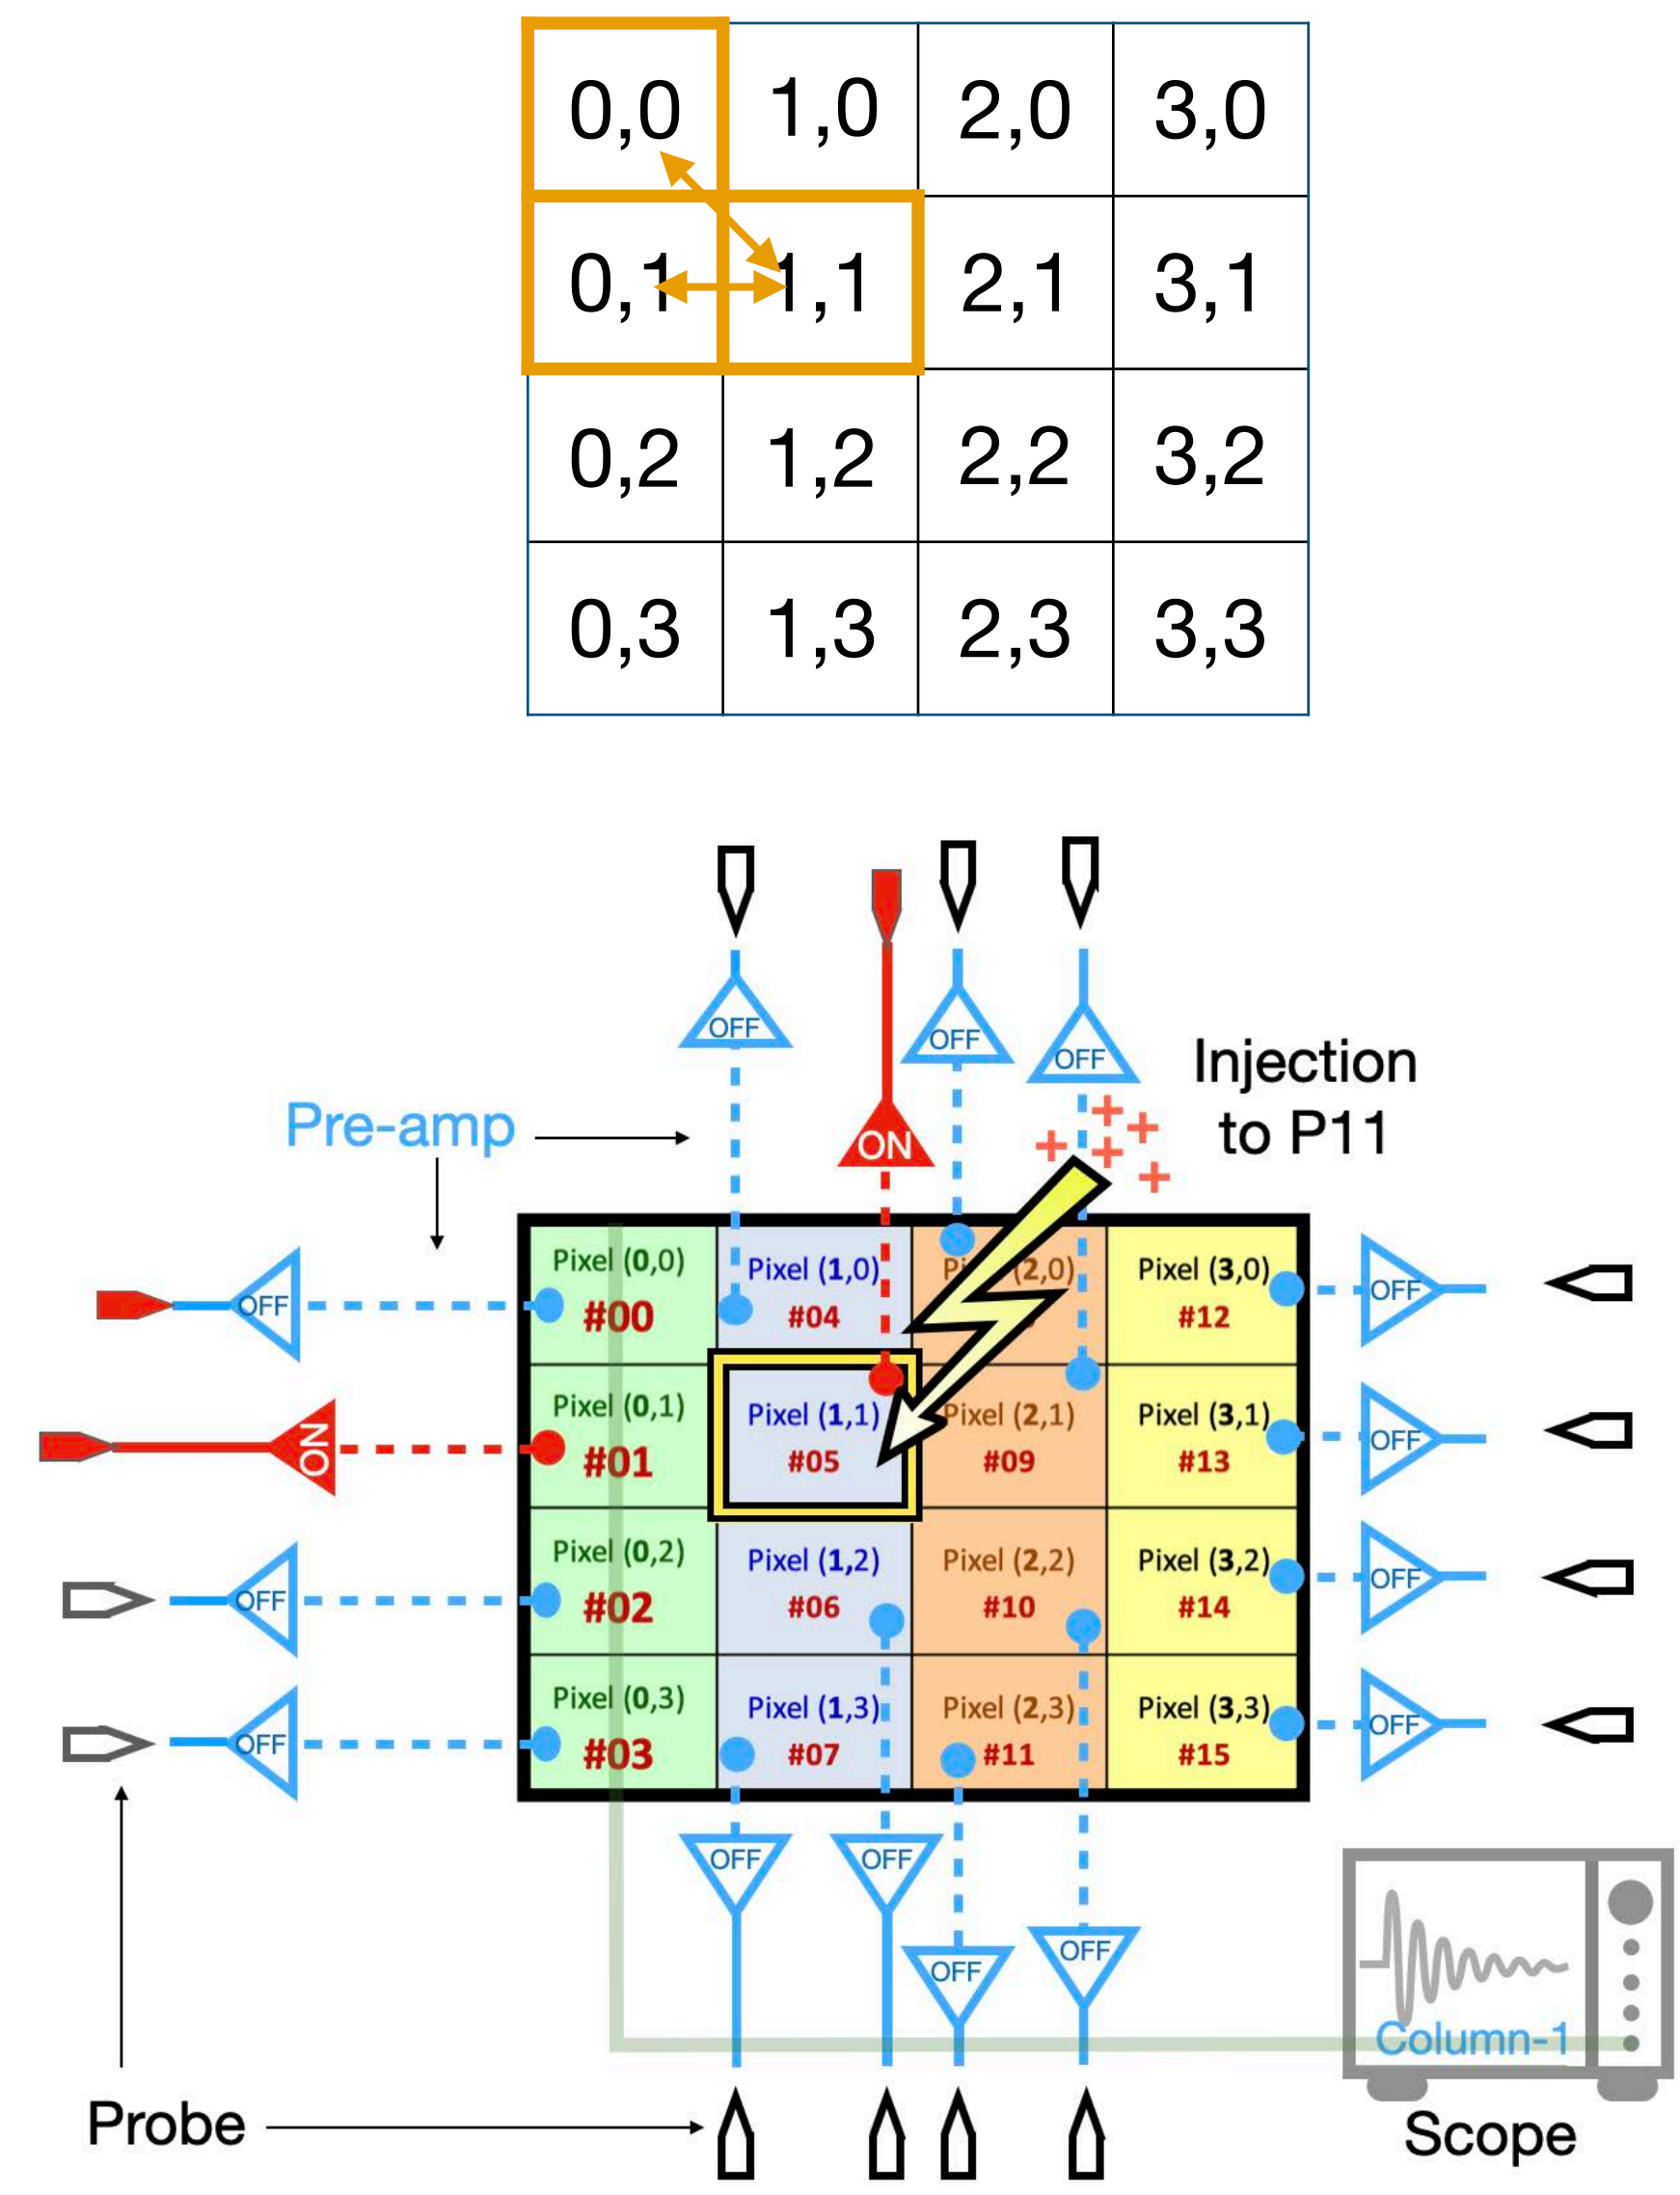 0,0 1,0 2,0 3,0
0,1 1,1 2,1 3,1
0,2 1,2 2,2 3,2
0,3 1,3 2,3 3,3
OFF OFF OFF
Injection
to P11
Pre-amp
ON
Pixel (0,0) Pixel (1,0) (2,0) Pixel (3,0)
OFF #00 #04 #12 OFF
Pixel (0,1) Pixel (1,1) Pixel (2,1) Pixel (3,1)
ON #01 #05 #09 #13 OFF
Pixel (0,2) Pixel (1,2) Pixel (2,2) Pixel (3,2)
OFF #02 #06 #10 #14 OFF
Pixel (0,3) Pixel (1,3) Pixel (2,3) Pixel (3,3)
OFF #03 #07 #11 #15 OFF
OFF OFF OFF OFF
Column-1
Probe
Scope